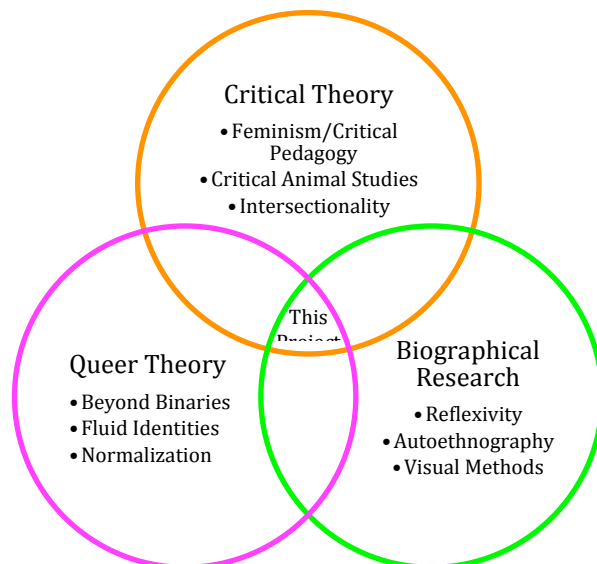 Critical Theory
• Feminism/Critical
Pedagogy
• Critical Animal Studies
• Intersectionality
This
Project
Queer Theory
• Beyond Binaries
• Fluid Identities
• Normalization
Biographical
Research
• Reflexivity
• Autoethnography
• Visual Methods